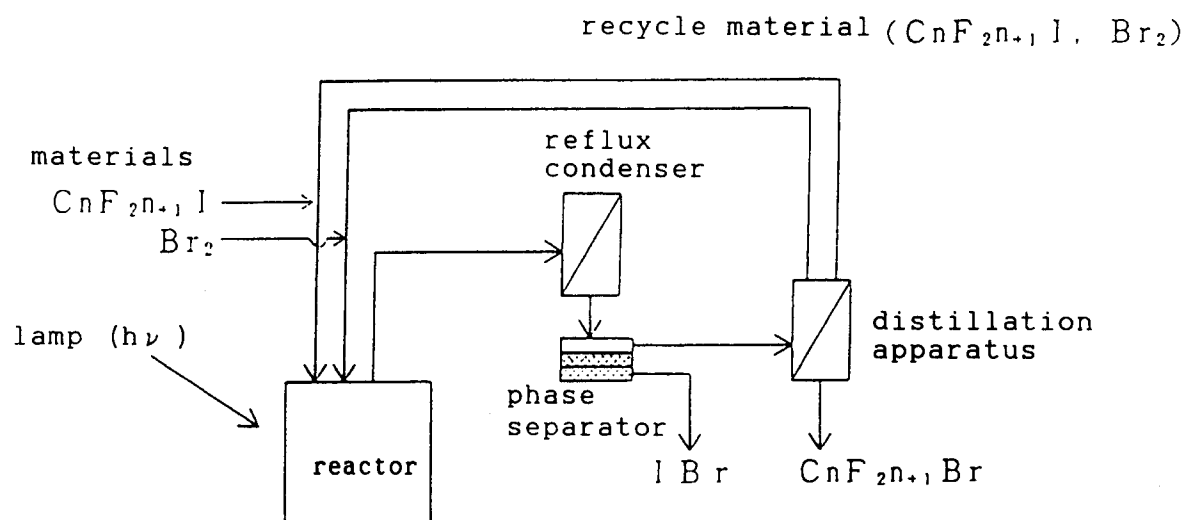 recycle material (CnF₂n₊₁I, Br₂)
reflux
condenser
materials
CnF₂n₊₁I
Br₂
lamp (hν)
distillation
apparatus
phase
separator
reactor
IBr
CnF₂n₊₁Br